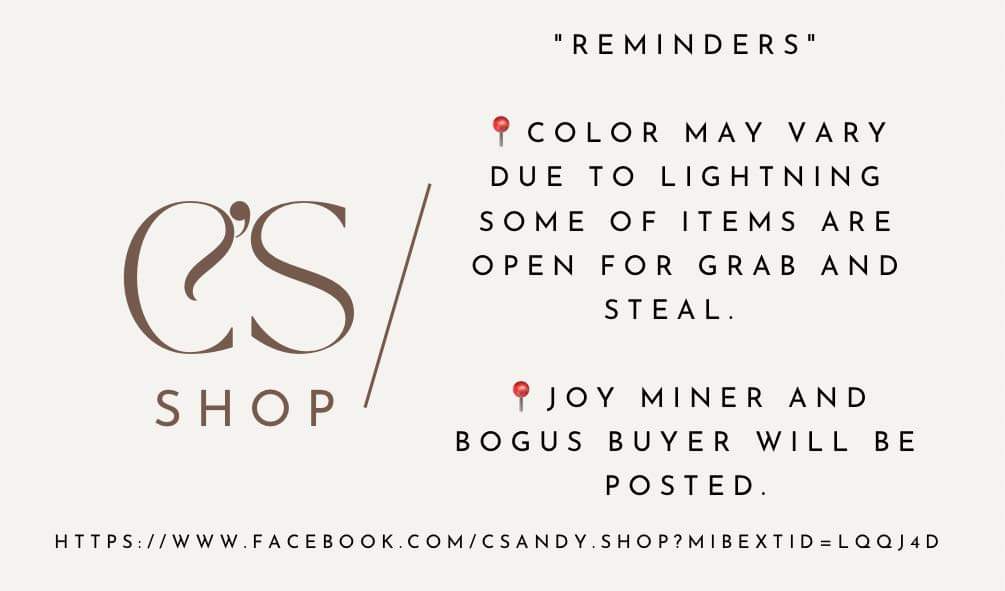 "REMINDERS"
📍COLOR MAY VARY
DUE TO LIGHTNING
SOME OF ITEMS ARE
OPEN FOR GRAB AND
STEAL.
📍JOY MINER AND
BOGUS BUYER WILL BE
POSTED.
C'S
SHOP
HTTPS://WWW.FACEBOOK.COM/CSANDY.SHOP?MIBEXTID=LQQJ4D